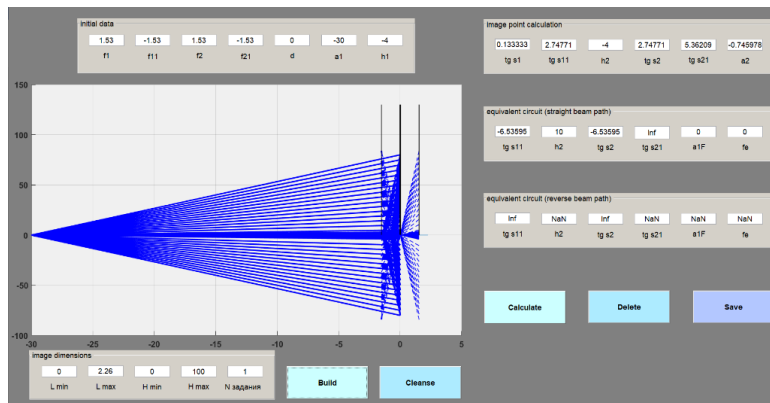 initial data
1.53 -1.53 1.53 -1.53 0 -30 -4
f1 f11 f2 f21 d a1 h1
image point calculation
0.133333 2.74771 -4 2.74771 5.36209 -0.745978
tg s1 tg s11 h2 tg s2 tg s21 a2
equivalent circuit (straight beam path)
-6.53595 10 -6.53595 Inf 0 0
tg s11 h2 tg s2 tg s21 a1F fe
equivalent circuit (reverse beam path)
Inf NaN Inf NaN NaN NaN
tg s11 h2 tg s2 tg s21 a1F fe
150
100
50
0
-50
-100
-30 -25 -20 -15 -10 -5 0 5
Calculate Delete Save
image dimensions
0 2.26 0 100 1
L min L max H min H max N задания
Build Cleanse